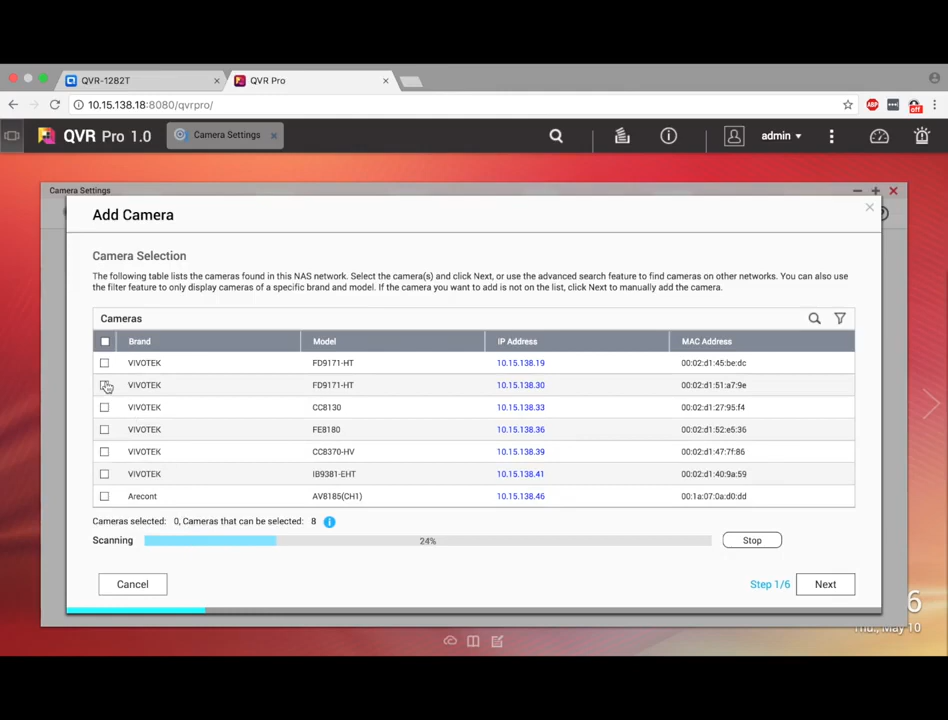 QVR-1282T
QVR Pro
10.15.138.18:8080/qvrpro/
ABP
off
QVR Pro 1.0
Camera Settings
admin
Camera Settings
Add Camera
Camera Selection
The following table lists the cameras found in this NAS network. Select the camera(s) and click Next, or use the advanced search feature to find cameras on other networks. You can also
use the filter feature to only display cameras of a specific brand and model. If the camera you want to add is not on the list, click Next to manually add the camera.
Cameras
Brand Model IP Address MAC Address
VIVOTEK FD9171-HT 10.15.138.19 00:02:d1:45:be:dc
VIVOTEK FD9171-HT 10.15.138.30 00:02:d1:51:a7:9e
VIVOTEK CC8130 10.15.138.33 00:02:d1:27:95:f4
VIVOTEK FE8180 10.15.138.36 00:02:d1:52:e5:36
VIVOTEK CC8370-HV 10.15.138.39 00:02:d1:47:7f:86
VIVOTEK IB9381-EHT 10.15.138.41 00:02:d1:40:9a:59
Arecont AV8185(CH1) 10.15.138.46 00:1a:07:0a:d0:dd
Cameras selected: 0, Cameras that can be selected: 8
Scanning 24% Stop
Cancel Step 1/6 Next
6
Thu., May 10